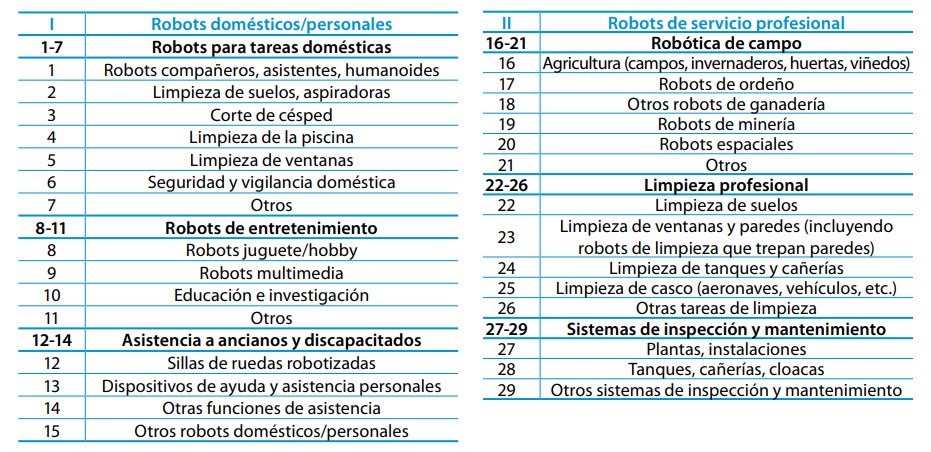 I Robots domésticos/personales
1-7 Robots para tareas domésticas
1 Robots compañeros, asistentes, humanoides
2 Limpieza de suelos, aspiradoras
3 Corte de césped
4 Limpieza de la piscina
5 Limpieza de ventanas
6 Seguridad y vigilancia doméstica
7 Otros
8-11 Robots de entretenimiento
8 Robots juguete/hobby
9 Robots multimedia
10 Educación e investigación
11 Otros
12-14 Asistencia a ancianos y discapacitados
12 Sillas de ruedas robotizadas
13 Dispositivos de ayuda y asistencia personales
14 Otras funciones de asistencia
15 Otros robots domésticos/personales
II Robots de servicio profesional
16-21 Robótica de campo
16 Agricultura (campos, invernaderos, huertas, viñedos)
17 Robots de ordeño
18 Otros robots de ganadería
19 Robots de minería
20 Robots espaciales
21 Otros
22-26 Limpieza profesional
22 Limpieza de suelos
23 Limpieza de ventanas y paredes (incluyendo
robots de limpieza que trepan paredes)
24 Limpieza de tanques y cañerías
25 Limpieza de casco (aeronaves, vehículos, etc.)
26 Otras tareas de limpieza
27-29 Sistemas de inspección y mantenimiento
27 Plantas, instalaciones
28 Tanques, cañerías, cloacas
29 Otros sistemas de inspección y mantenimiento